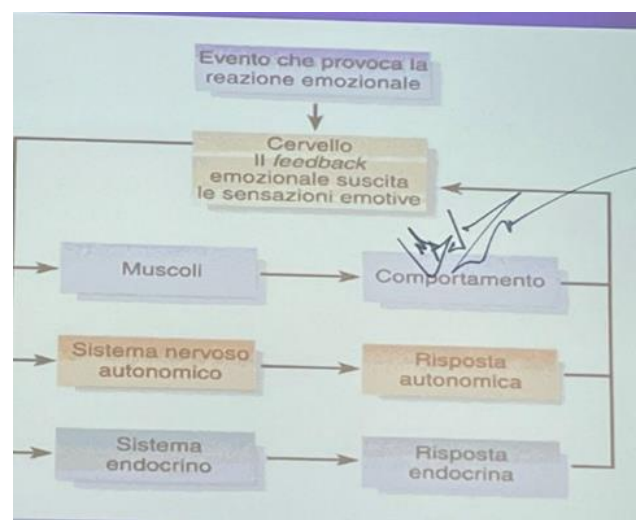 Evento che provoca la
reazione emozionale
Cervello
Il feedback
emozionale suscita
le sensazioni emotive
Muscoli
Comportamento
Sistema nervoso
autonomico
Risposta
autonomica
Sistema
endocrino
Risposta
endocrina